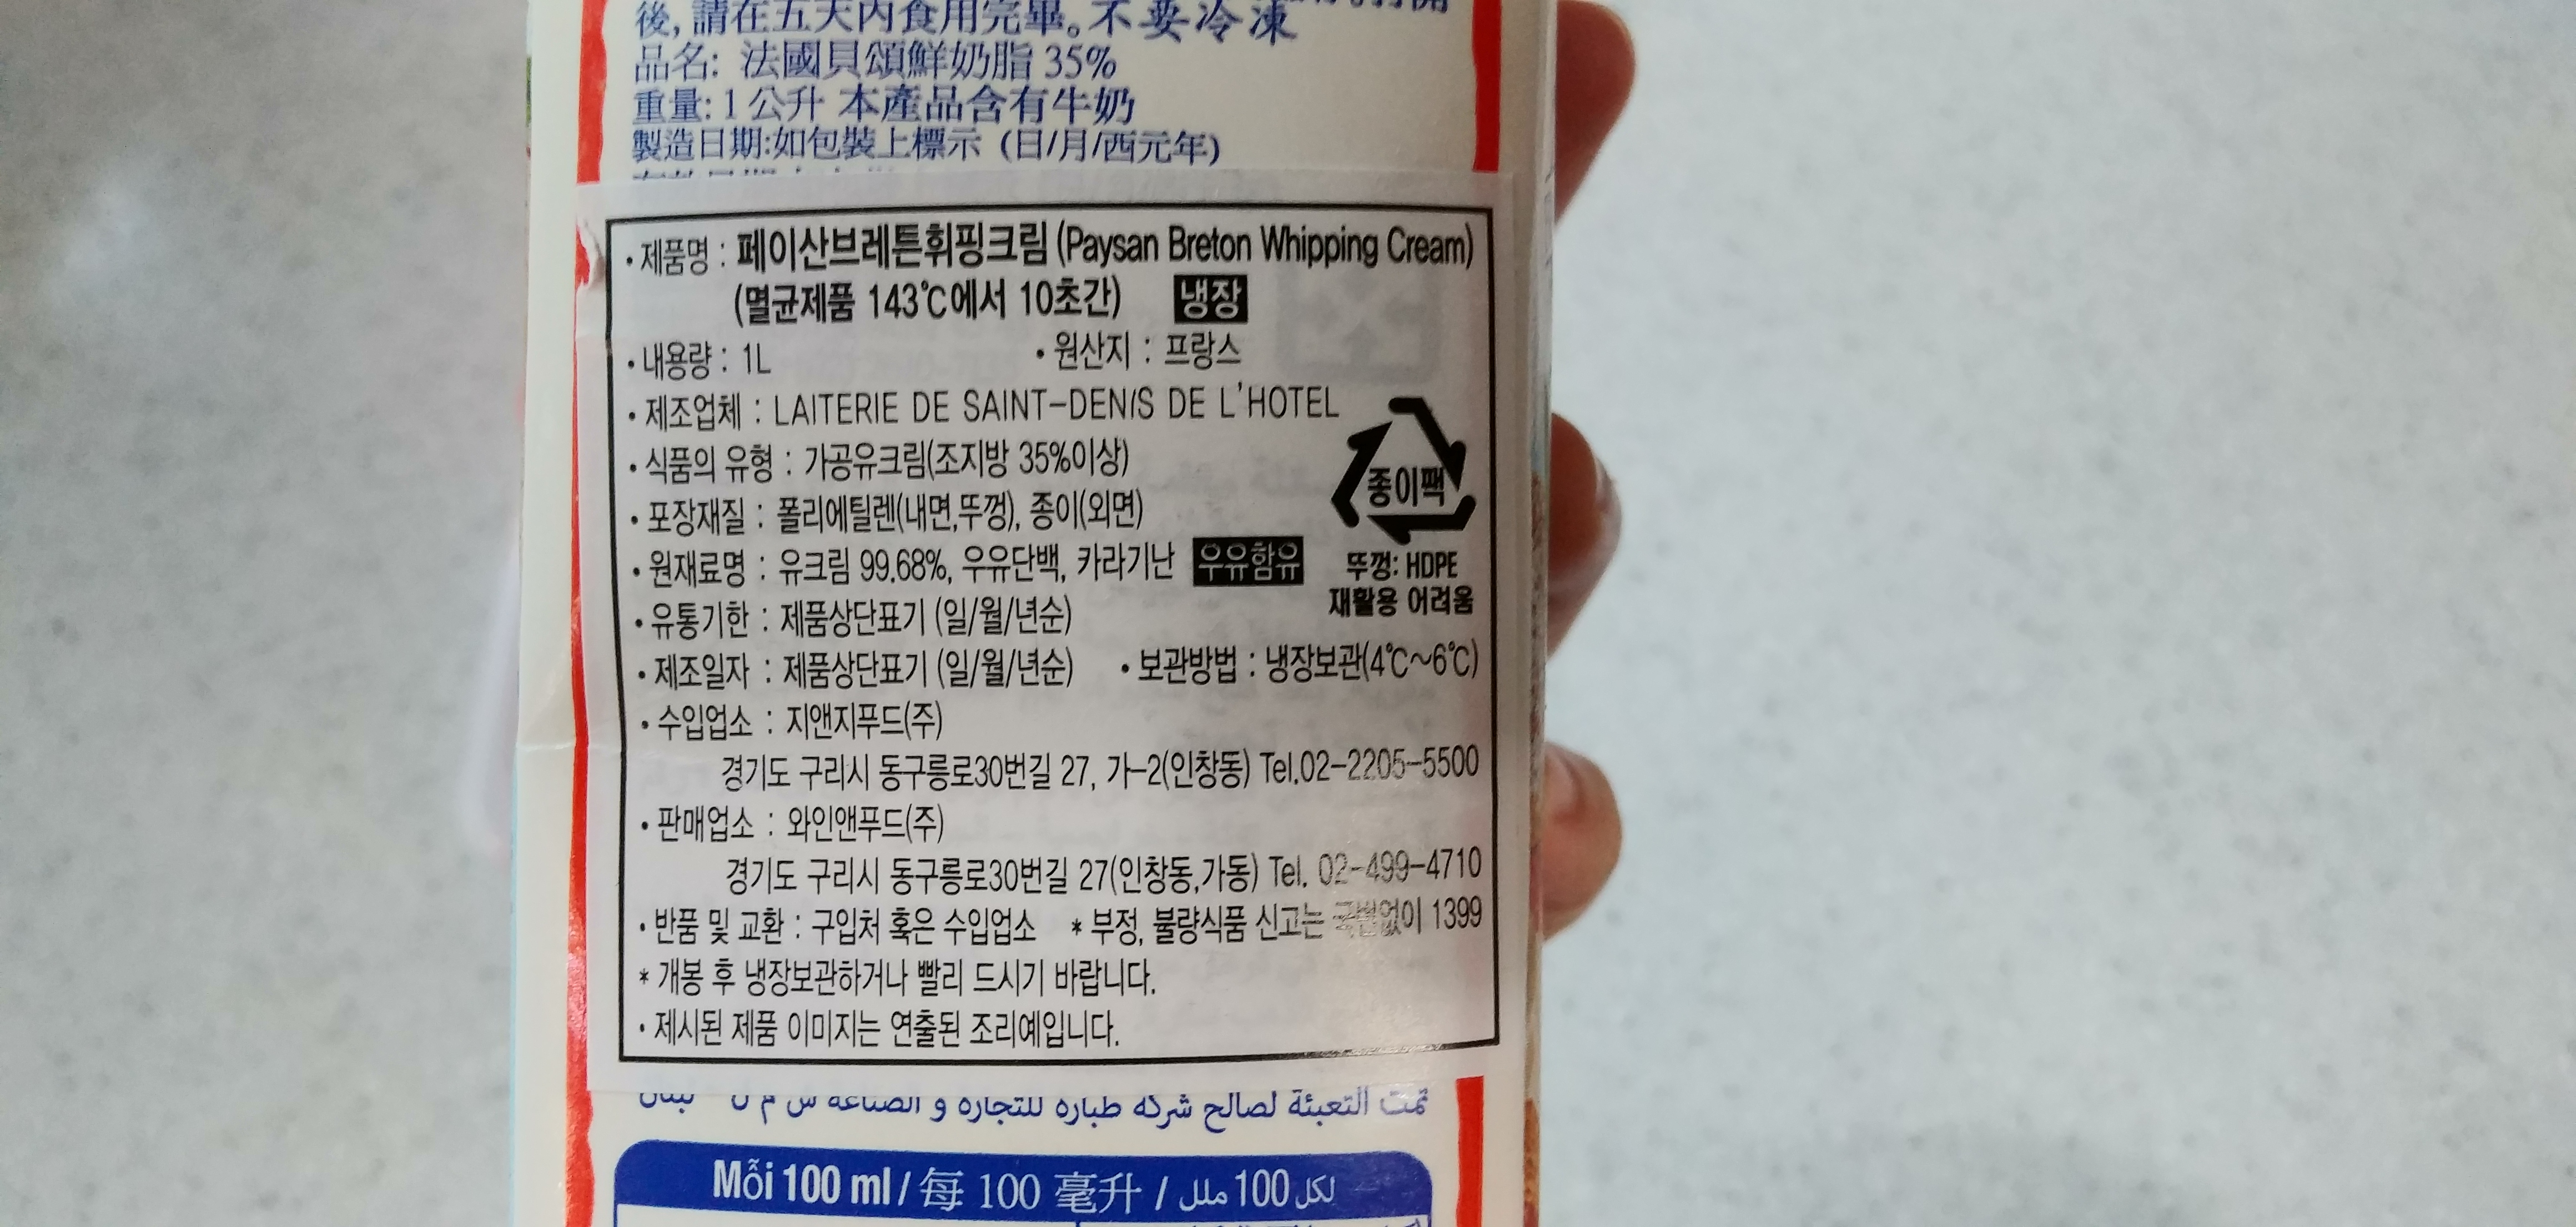 後, 請在五天內食用完畢。不要冷凍
品名: 法國貝頌鮮奶脂 35%
重量: 1 公升 本產品含有牛奶
製造日期:如包裝上標示 (日/月/西元年)
• 제품명 : 페이산브레튼휘핑크림 (Paysan Breton Whipping Cream)
(멸균제품 143℃에서 10초간) 냉장
• 내용량 : 1L • 원산지 : 프랑스
• 제조업체 : LAITERIE DE SAINT-DENIS DE L'HOTEL
• 식품의 유형 : 가공유크림(조지방 35%이상)
종이팩
• 포장재질 : 폴리에틸렌(내면,뚜껑), 종이(외면)
• 원재료명 : 유크림 99.68%, 우유단백, 카라기난 우유함유
뚜껑: HDPE
재활용 어려움
• 유통기한 : 제품상단표기 (일/월/년순)
• 제조일자 : 제품상단표기 (일/월/년순) • 보관방법 : 냉장보관(4℃~6℃)
• 수입업소 : 지앤지푸드(주)
경기도 구리시 동구릉로30번길 27, 가-2(인창동) Tel.02-2205-5500
• 판매업소 : 와인앤푸드(주)
경기도 구리시 동구릉로30번길 27(인창동,가동) Tel. 02-499-4710
• 반품 및 교환 : 구입처 혹은 수입업소 * 부정, 불량식품 신고는 국번없이 1399
* 개봉 후 냉장보관하거나 빨리 드시기 바랍니다.
• 제시된 제품 이미지는 연출된 조리예입니다.
تمت التعبئة لصالح شركة طبارة للتجارة و الصناعة ش م ل
Mỗi 100 ml / 每 100 毫升 / لكل 100 ملل